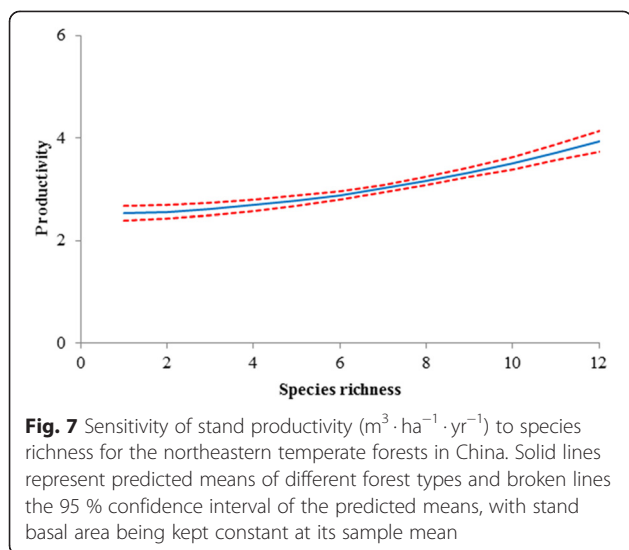 6
4
2
0
Productivity
0 2 4 6 8 10 12
Species richness
Fig. 7 Sensitivity of stand productivity (m³ · ha⁻¹ · yr⁻¹) to species
richness for the northeastern temperate forests in China. Solid lines
represent predicted means of different forest types and broken lines
the 95 % confidence interval of the predicted means, with stand
basal area being kept constant at its sample mean